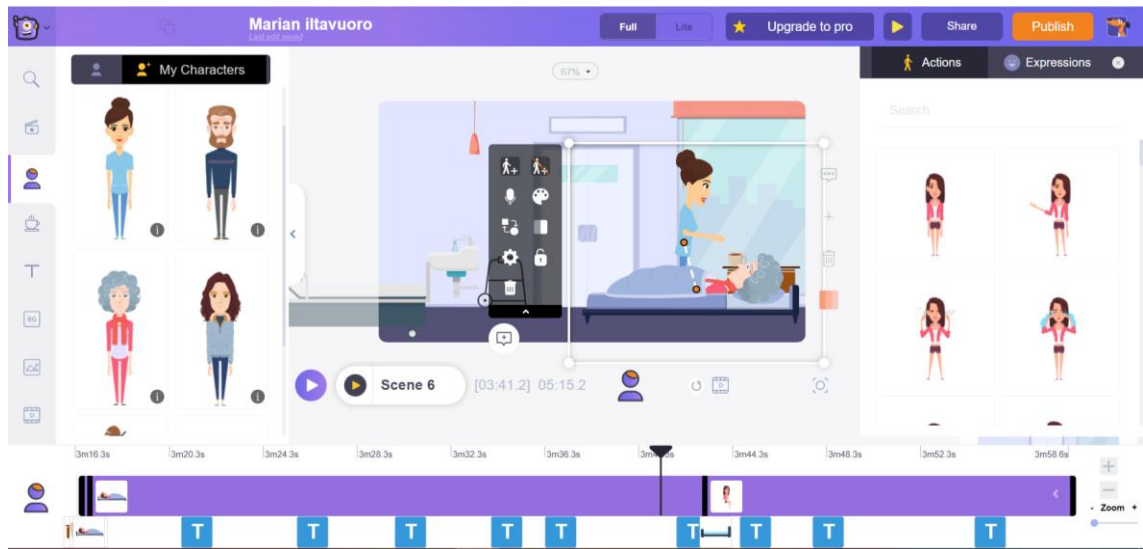 Marian iltavuoro
Last edit saved
Full
Lite
Upgrade to pro
Share
Publish
My Characters
67%
Actions
Expressions
Search
T
BG
Scene 6
[03:41.2] 05:15.2
3m16.3s
3m20.3s
3m24.3s
3m28.3s
3m32.3s
3m36.3s
3m44.3s
3m48.3s
3m52.3s
3m58.6s
- Zoom +
T T T T T T T T T